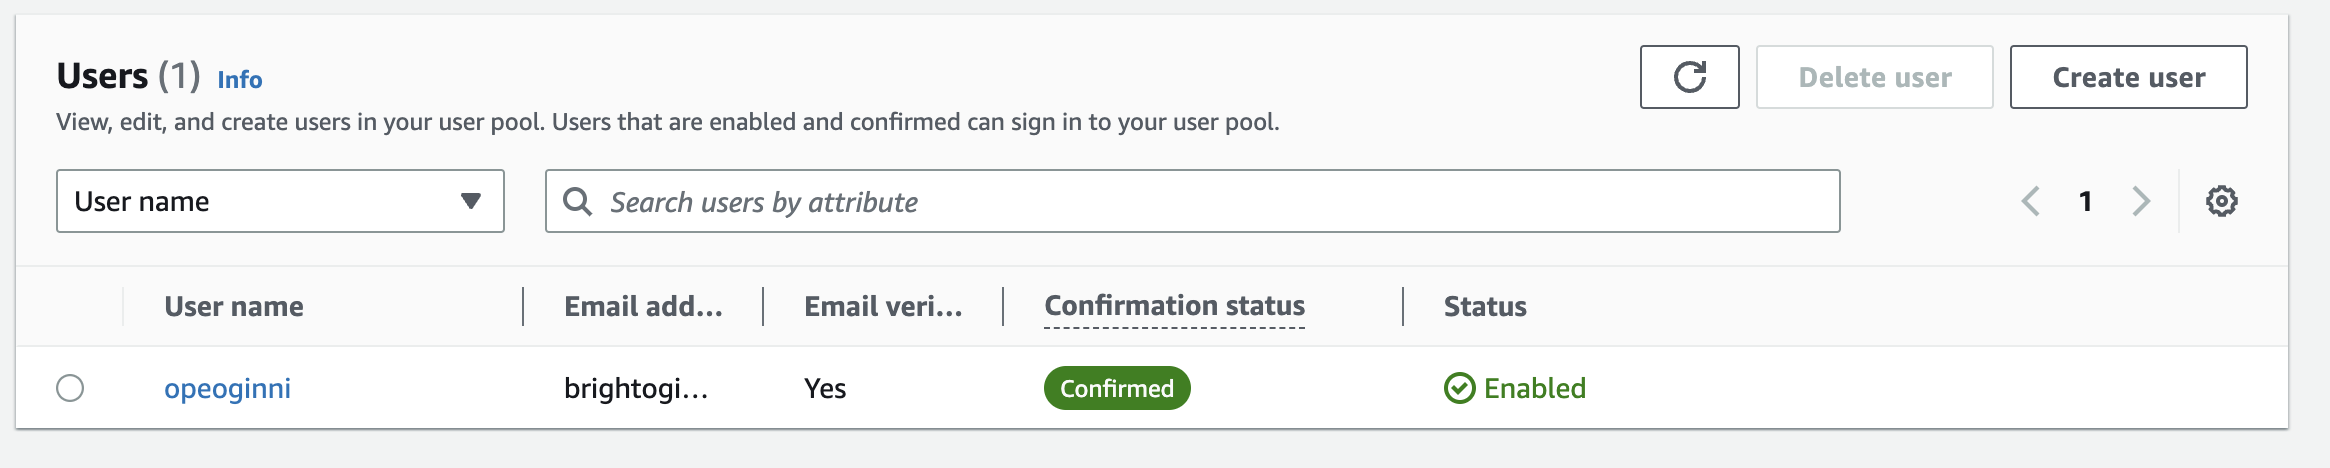 Users (1) Info
Delete user
Create user
View, edit, and create users in your user pool. Users that are enabled and confirmed can sign in to your user pool.
User name
Search users by attribute
1
User name
Email add...
Email veri...
Confirmation status
Status
opeoginni
brightogi...
Yes
Confirmed
Enabled